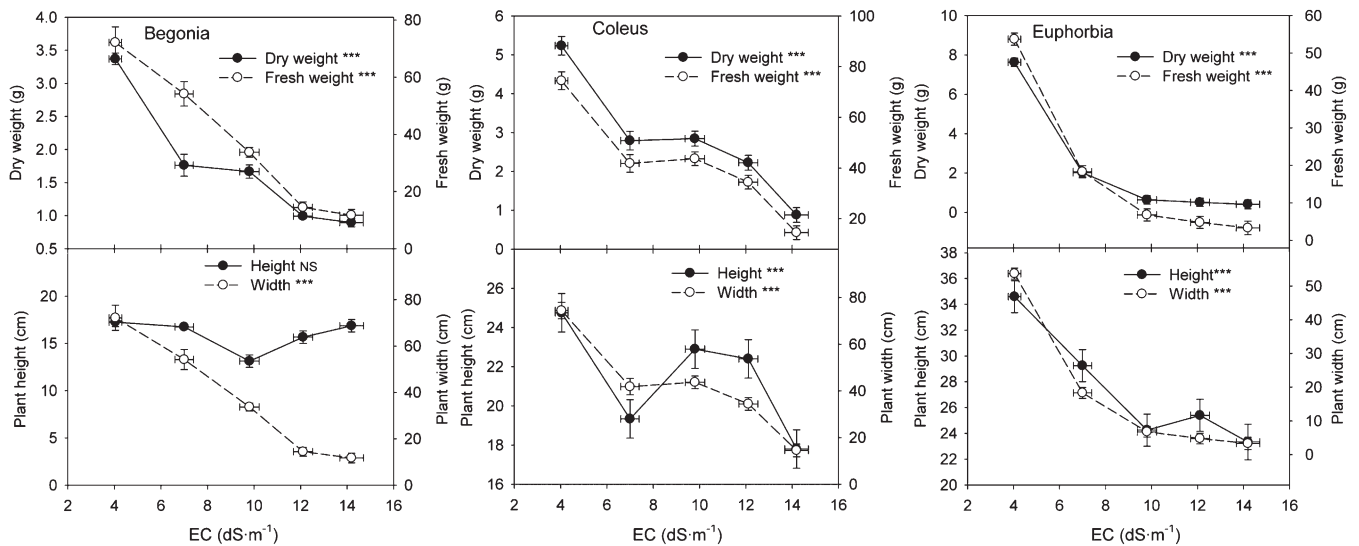 Begonia
Dry weight ***
Fresh weight ***
Dry weight (g)
4.0
3.5
3.0
2.5
2.0
1.5
1.0
0.5
80
60
40
20
0
Fresh weight (g)
Coleus
Dry weight ***
Fresh weight ***
Dry weight (g)
6
5
4
3
2
1
0
100
80
60
40
20
Fresh weight (g)
Euphorbia
Dry weight ***
Fresh weight ***
Dry weight (g)
10
8
6
4
2
0
60
50
40
30
20
10
0
Fresh weight (g)
Height NS
Width ***
Plant height (cm)
20
15
10
5
0
80
60
40
20
0
Plant width (cm)
2 4 6 8 10 12 14 16
EC (dS·m⁻¹)
Height ***
Width ***
Plant height (cm)
26
24
22
20
18
16
80
60
40
20
0
Plant width (cm)
2 4 6 8 10 12 14 16
EC (dS·m⁻¹)
Height***
Width ***
Plant height (cm)
38
36
34
32
30
28
26
24
22
20
50
40
30
20
10
0
Plant width (cm)
2 4 6 8 10 12 14 16
EC (dS·m⁻¹)